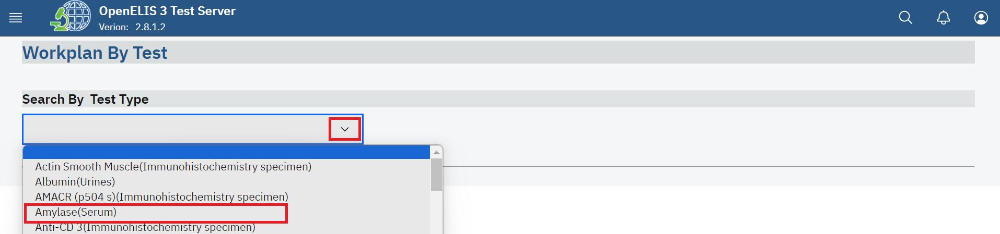 OpenELIS 3 Test Server
Verion: 2.8.1.2
Workplan By Test
Search By Test Type
Actin Smooth Muscle(Immunohistochemistry specimen)
Albumin(Urines)
AMACR (p504 s)(Immunohistochemistry specimen)
Amylase(Serum)
Anti-CD 3(Immunohistochemistry specimen)